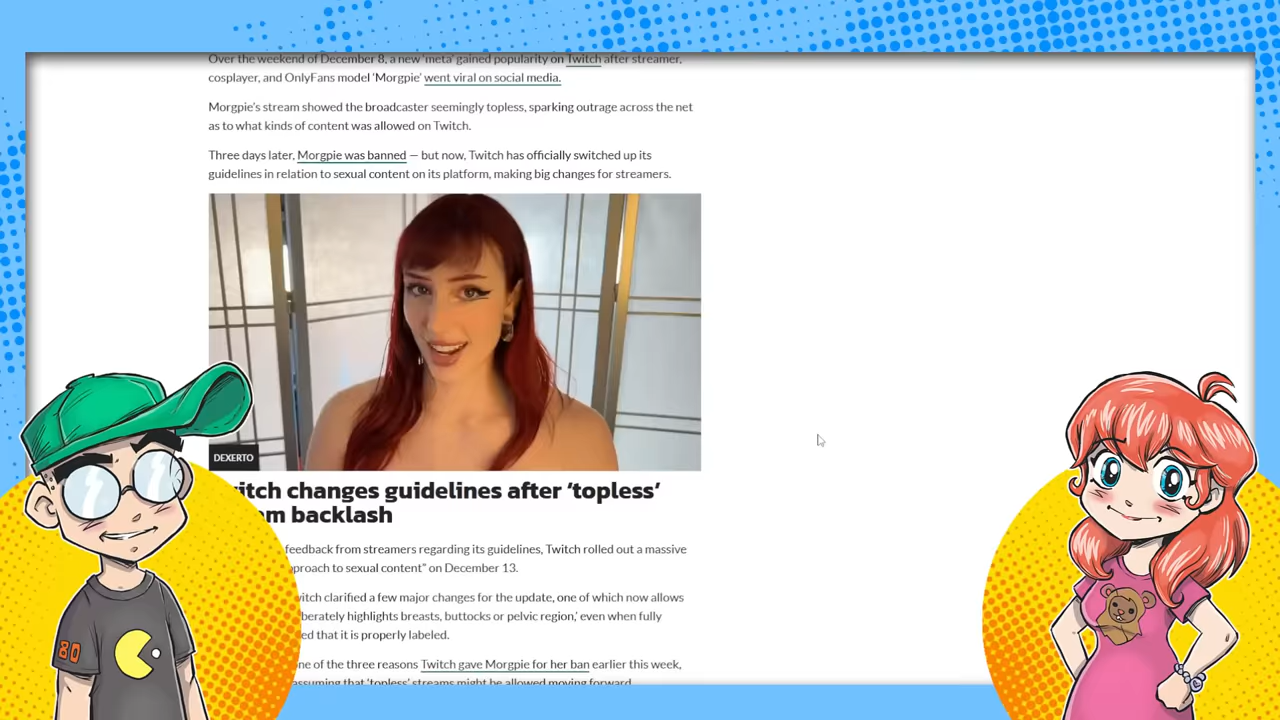 Over the weekend of December 8, a new 'meta' gained popularity on Twitch after streamer,
cosplayer, and OnlyFans model 'Morgpie' went viral on social media.
Morgpie's stream showed the broadcaster seemingly topless, sparking outrage across the net
as to what kinds of content was allowed on Twitch.
Three days later, Morgpie was banned — but now, Twitch has officially switched up its
guidelines in relation to sexual content on its platform, making big changes for streamers.
DEXERTO
itch changes guidelines after 'topless'
m backlash
feedback from streamers regarding its guidelines, Twitch rolled out a massive
proach to sexual content" on December 13.
itch clarified a few major changes for the update, one of which now allows
berately highlights breasts, buttocks or pelvic region,' even when fully
ed that it is properly labeled.
ne of the three reasons Twitch gave Morgpie for her ban earlier this week,
assuming that 'topless' streams might be allowed moving forward.
80